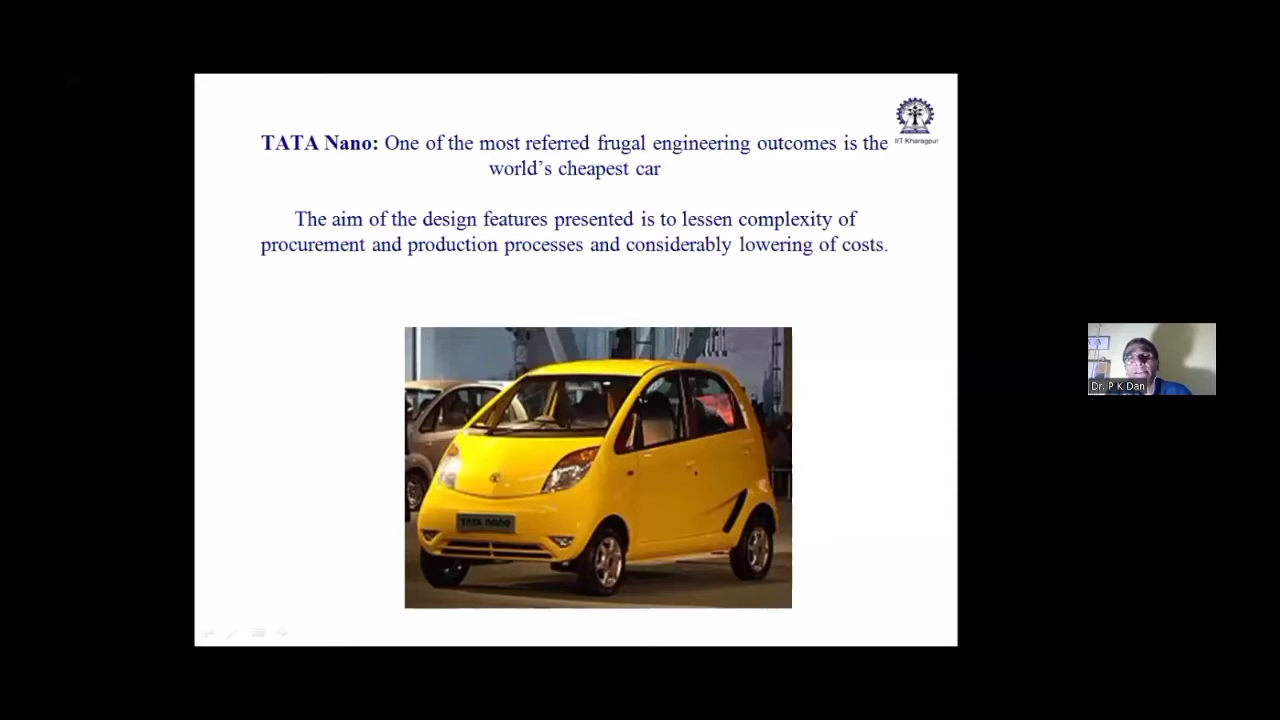 TATA Nano: One of the most referred frugal engineering outcomes is the
world's cheapest car
IIT Kharagpur
The aim of the design features presented is to lessen complexity of
procurement and production processes and considerably lowering of costs.
TATA nano
Dr. P K Dan